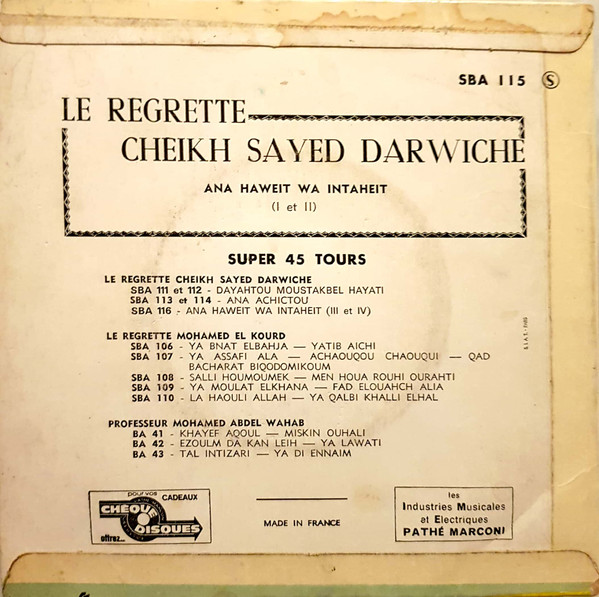 SBA 115 Ⓢ
LE REGRETTE
CHEIKH SAYED DARWICHE
ANA HAWEIT WA INTAHEIT
(I et II)
SUPER 45 TOURS
LE REGRETTE CHEIKH SAYED DARWICHE
SBA 111 et 112 - DAYAHTOU MOUSTAKBEL HAYATI
SBA 113 et 114 - ANA ACHICTOU
SBA 116 - ANA HAWEIT WA INTAHEIT (III et IV)
LE REGRETTE MOHAMED EL KOURD
SBA 106 - YA BNAT ELBAHJA — YATIB AICHI
SBA 107 - YA ASSAFI ALA — ACHAOUQOU CHAOUQUI — QAD
BACHARAT BIQODOMIKOUM
SBA 108 - SALLI HOUMOUMEK — MEN HOUA ROUHI OURAHTI
SBA 109 - YA MOULAT ELKHANA — FAD ELOUAHCH ALIA
SBA 110 - LA HAOULI ALLAH — YA QALBI KHALLI ELHAL
PROFESSEUR MOHAMED ABDEL WAHAB
BA 41 - KHAYEF AQOUL — MISKIN OUHALI
BA 42 - EZOULM DA KAN LEIH — YA LAWATI
BA 43 - TAL INTIZARI — YA DI ENNAIM
pour vos CADEAUX
CHÈQUE
DISQUES
offrez...
MADE IN FRANCE
les
Industries Musicales
et Electriques
PATHÉ MARCONI